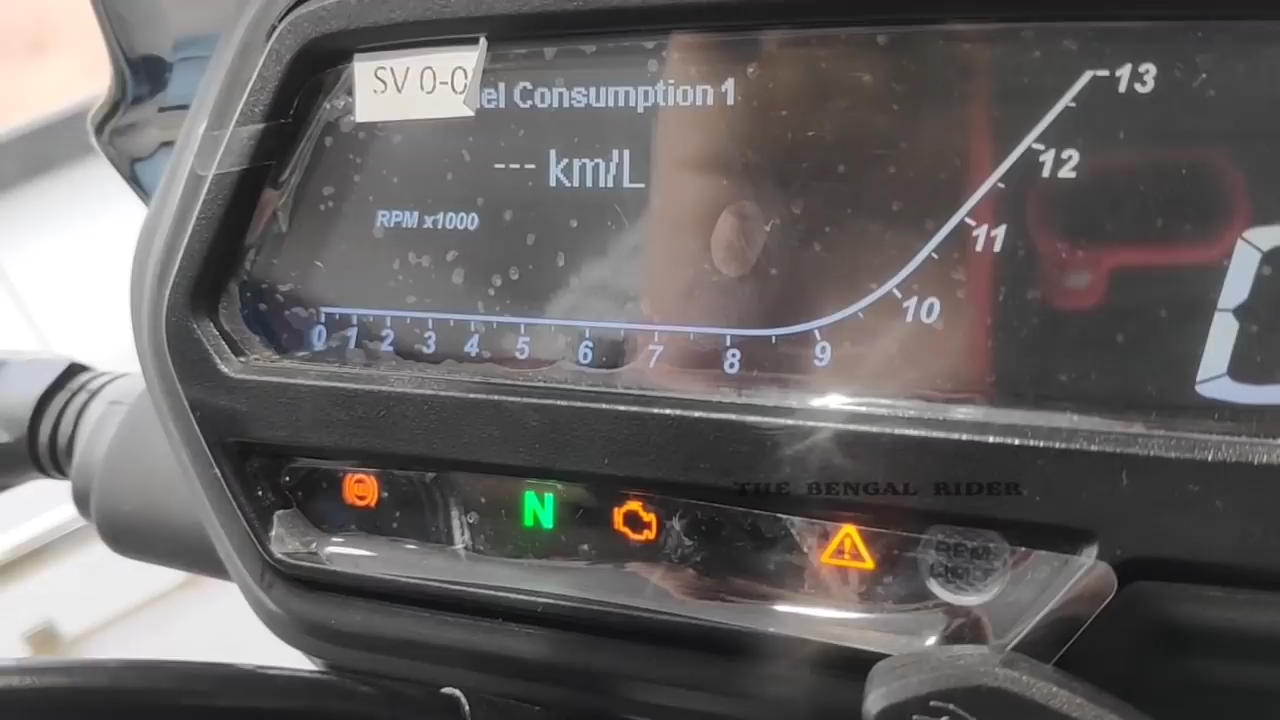 SV 0-0
el Consumption 1
--- km/L
RPM x1000
0 1 2 3 4 5 6 7 8 9 10 11 12 13
N
THE BENGAL RIDER
RPM